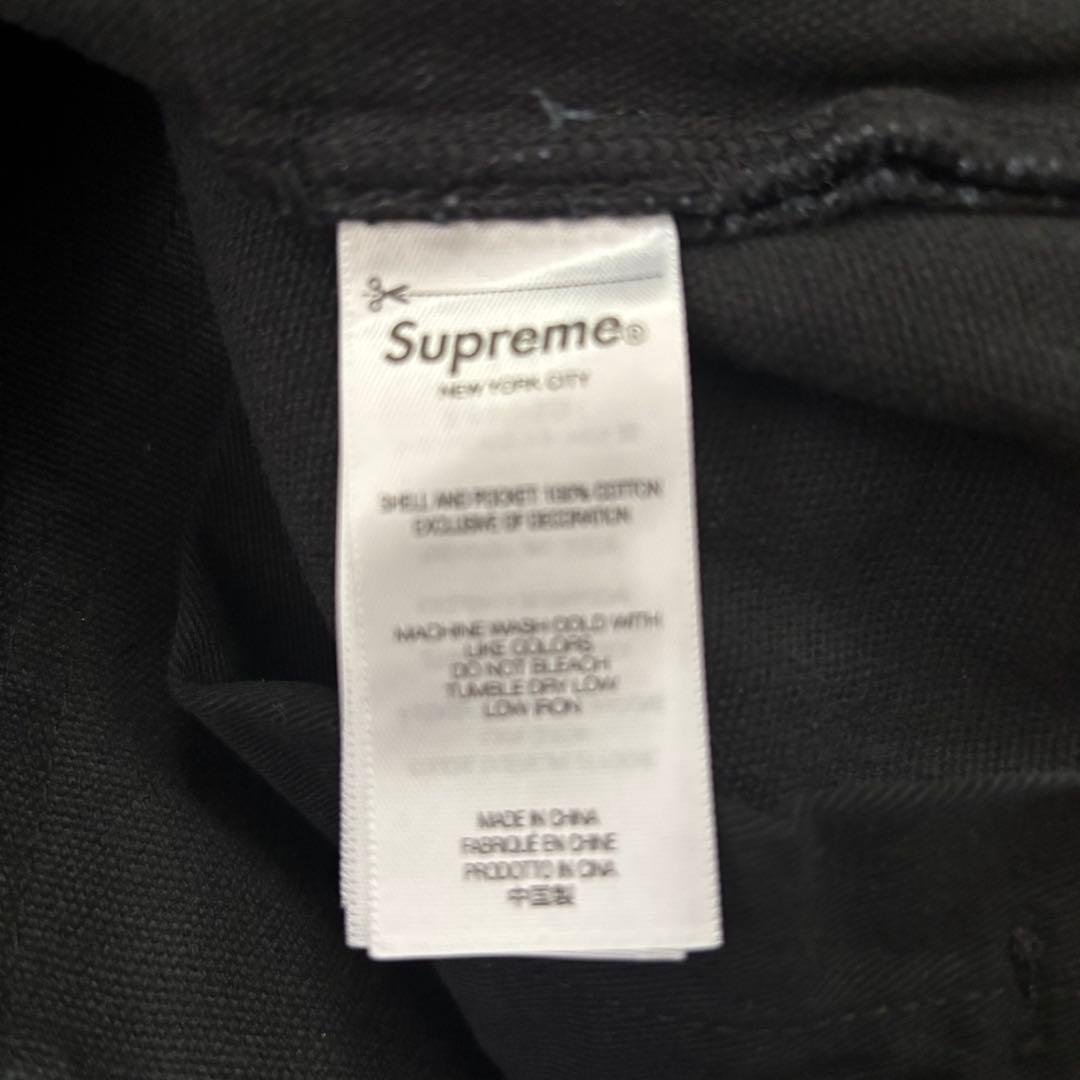 Supreme®
NEW YORK CITY
SHELL AND POCKET: 100% COTTON
EXCLUSIVE OF DECORATION
MACHINE WASH COLD WITH
LIKE COLORS
DO NOT BLEACH
TUMBLE DRY LOW
LOW IRON
MADE IN CHINA
FABRIQUÉ EN CHINE
PRODOTTO IN CINA
中国製